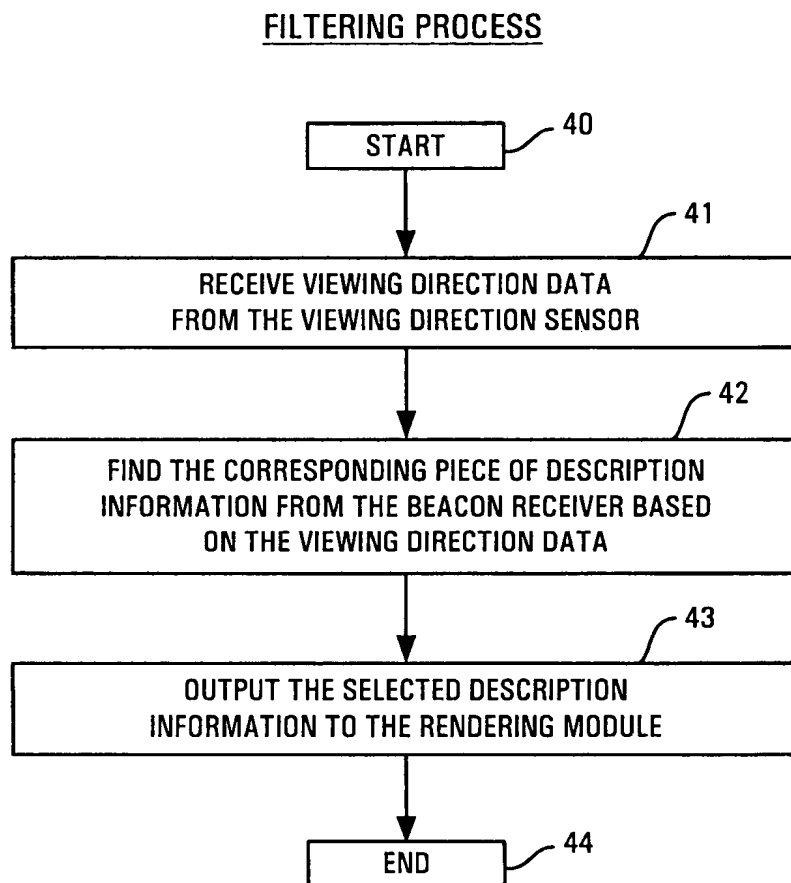 FILTERING PROCESS
START
40
41
RECEIVE VIEWING DIRECTION DATA
FROM THE VIEWING DIRECTION SENSOR
42
FIND THE CORRESPONDING PIECE OF DESCRIPTION
INFORMATION FROM THE BEACON RECEIVER BASED
ON THE VIEWING DIRECTION DATA
43
OUTPUT THE SELECTED DESCRIPTION
INFORMATION TO THE RENDERING MODULE
END
44